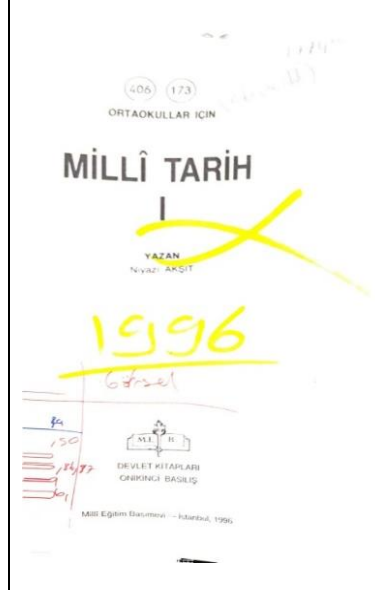 406 173
ORTAOKULLAR İÇİN
MİLLÎ TARİH
I
YAZAN
Niyazi AKŞİT
1996
Görsel
,50
M.E B
DEVLET KİTAPLARI
ONİKİNCİ BASILIŞ
Millî Eğitim Basımevi — İstanbul, 1996